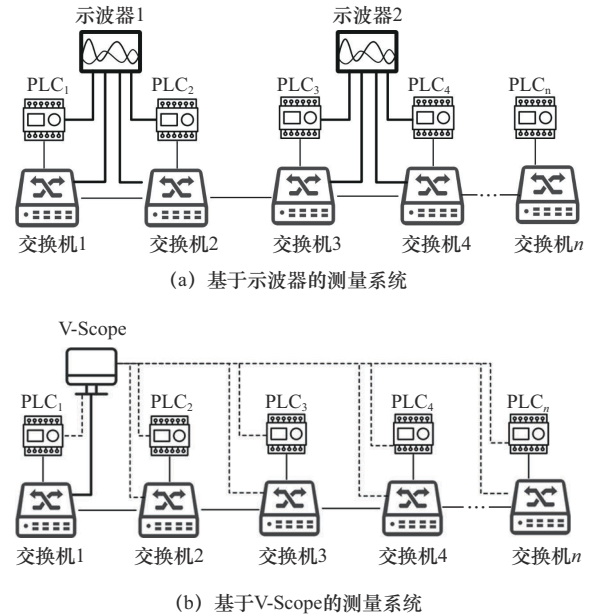 示波器1 示波器2
PLC₁ PLC₂ PLC₃ PLC₄ PLCₙ
交换机1 交换机2 交换机3 交换机4 交换机n
(a) 基于示波器的测量系统
V-Scope
PLC₁ PLC₂ PLC₃ PLC₄ PLCₙ
交换机1 交换机2 交换机3 交换机4 交换机n
(b) 基于V-Scope的测量系统